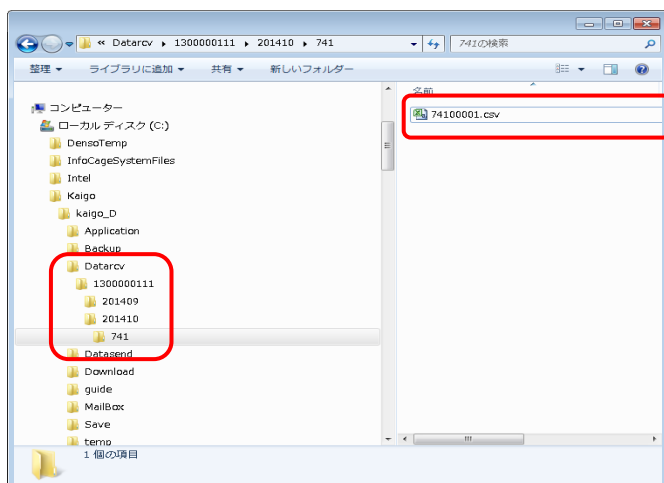 « Datarcv ▸ 1300000111 ▸ 201410 ▸ 741
741の検索
整理 ライブラリに追加 共有 新しいフォルダー
コンピューター
ローカル ディスク (C:)
DensoTemp
InfoCageSystemFiles
Intel
Kaigo
kaigo_D
Application
Backup
Datarcv
1300000111
201409
201410
741
Datasend
Download
guide
MailBox
Save
temp
名前
74100001.csv
1 個の項目